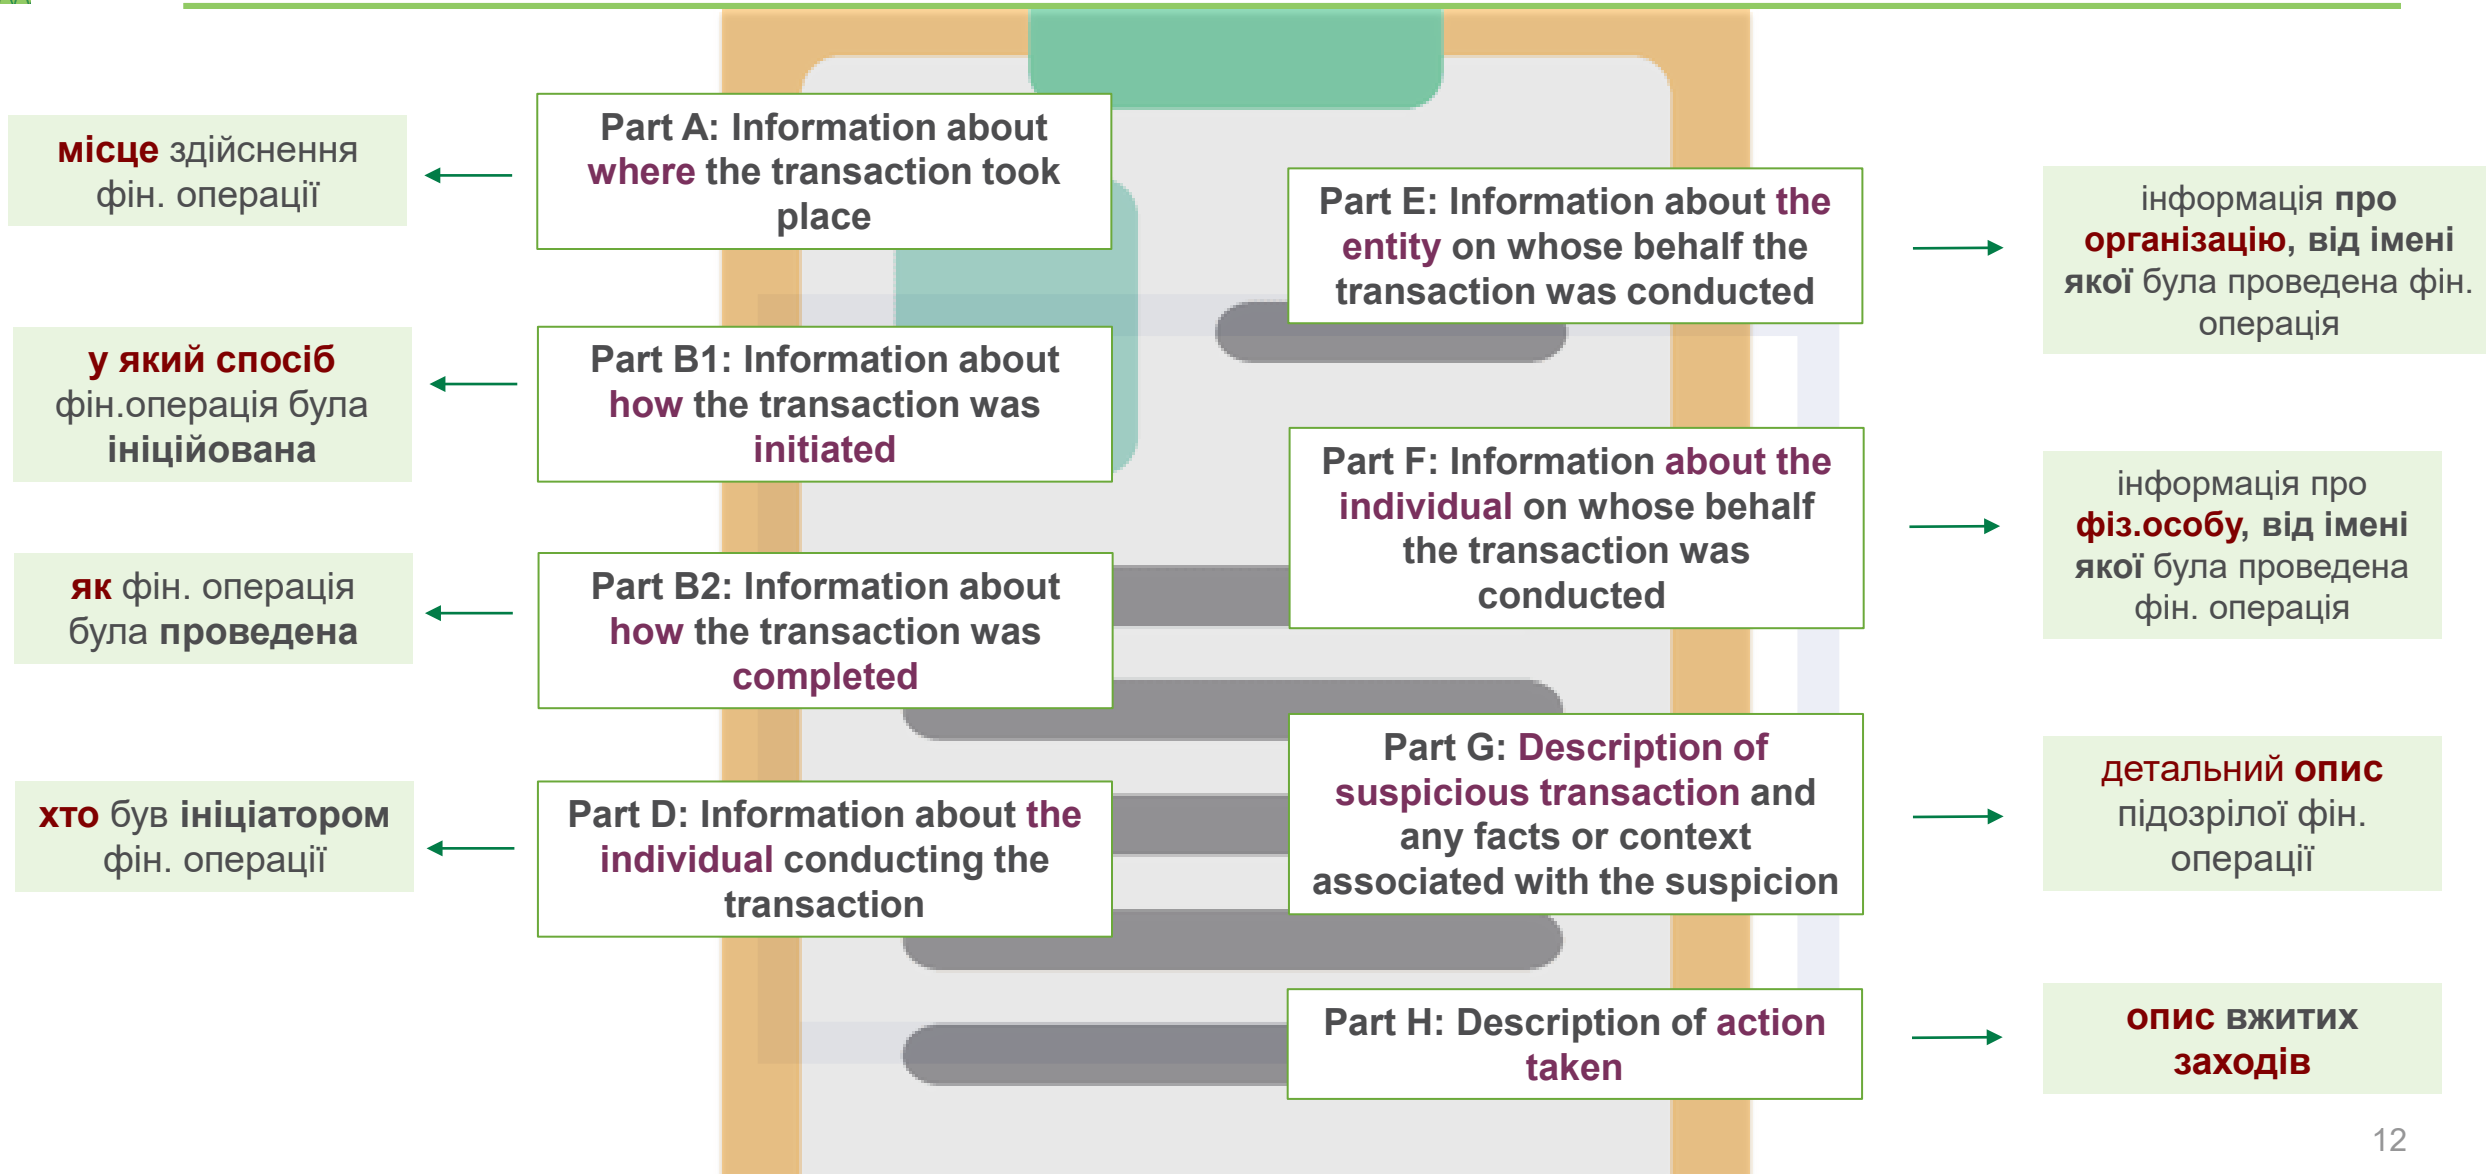 місце здійснення
фін. операції
Part A: Information about
where the transaction took
place
у який спосіб
фін.операція була
ініційована
Part B1: Information about
how the transaction was
initiated
як фін. операція
була проведена
Part B2: Information about
how the transaction was
completed
хто був ініціатором
фін. операції
Part D: Information about the
individual conducting the
transaction
Part E: Information about the
entity on whose behalf the
transaction was conducted
інформація про
організацію, від імені
якої була проведена фін.
операція
Part F: Information about the
individual on whose behalf
the transaction was
conducted
інформація про
фіз.особу, від імені
якої була проведена
фін. операція
Part G: Description of
suspicious transaction and
any facts or context
associated with the suspicion
детальний опис
підозрілої фін.
операції
Part H: Description of action
taken
опис вжитих
заходів
12